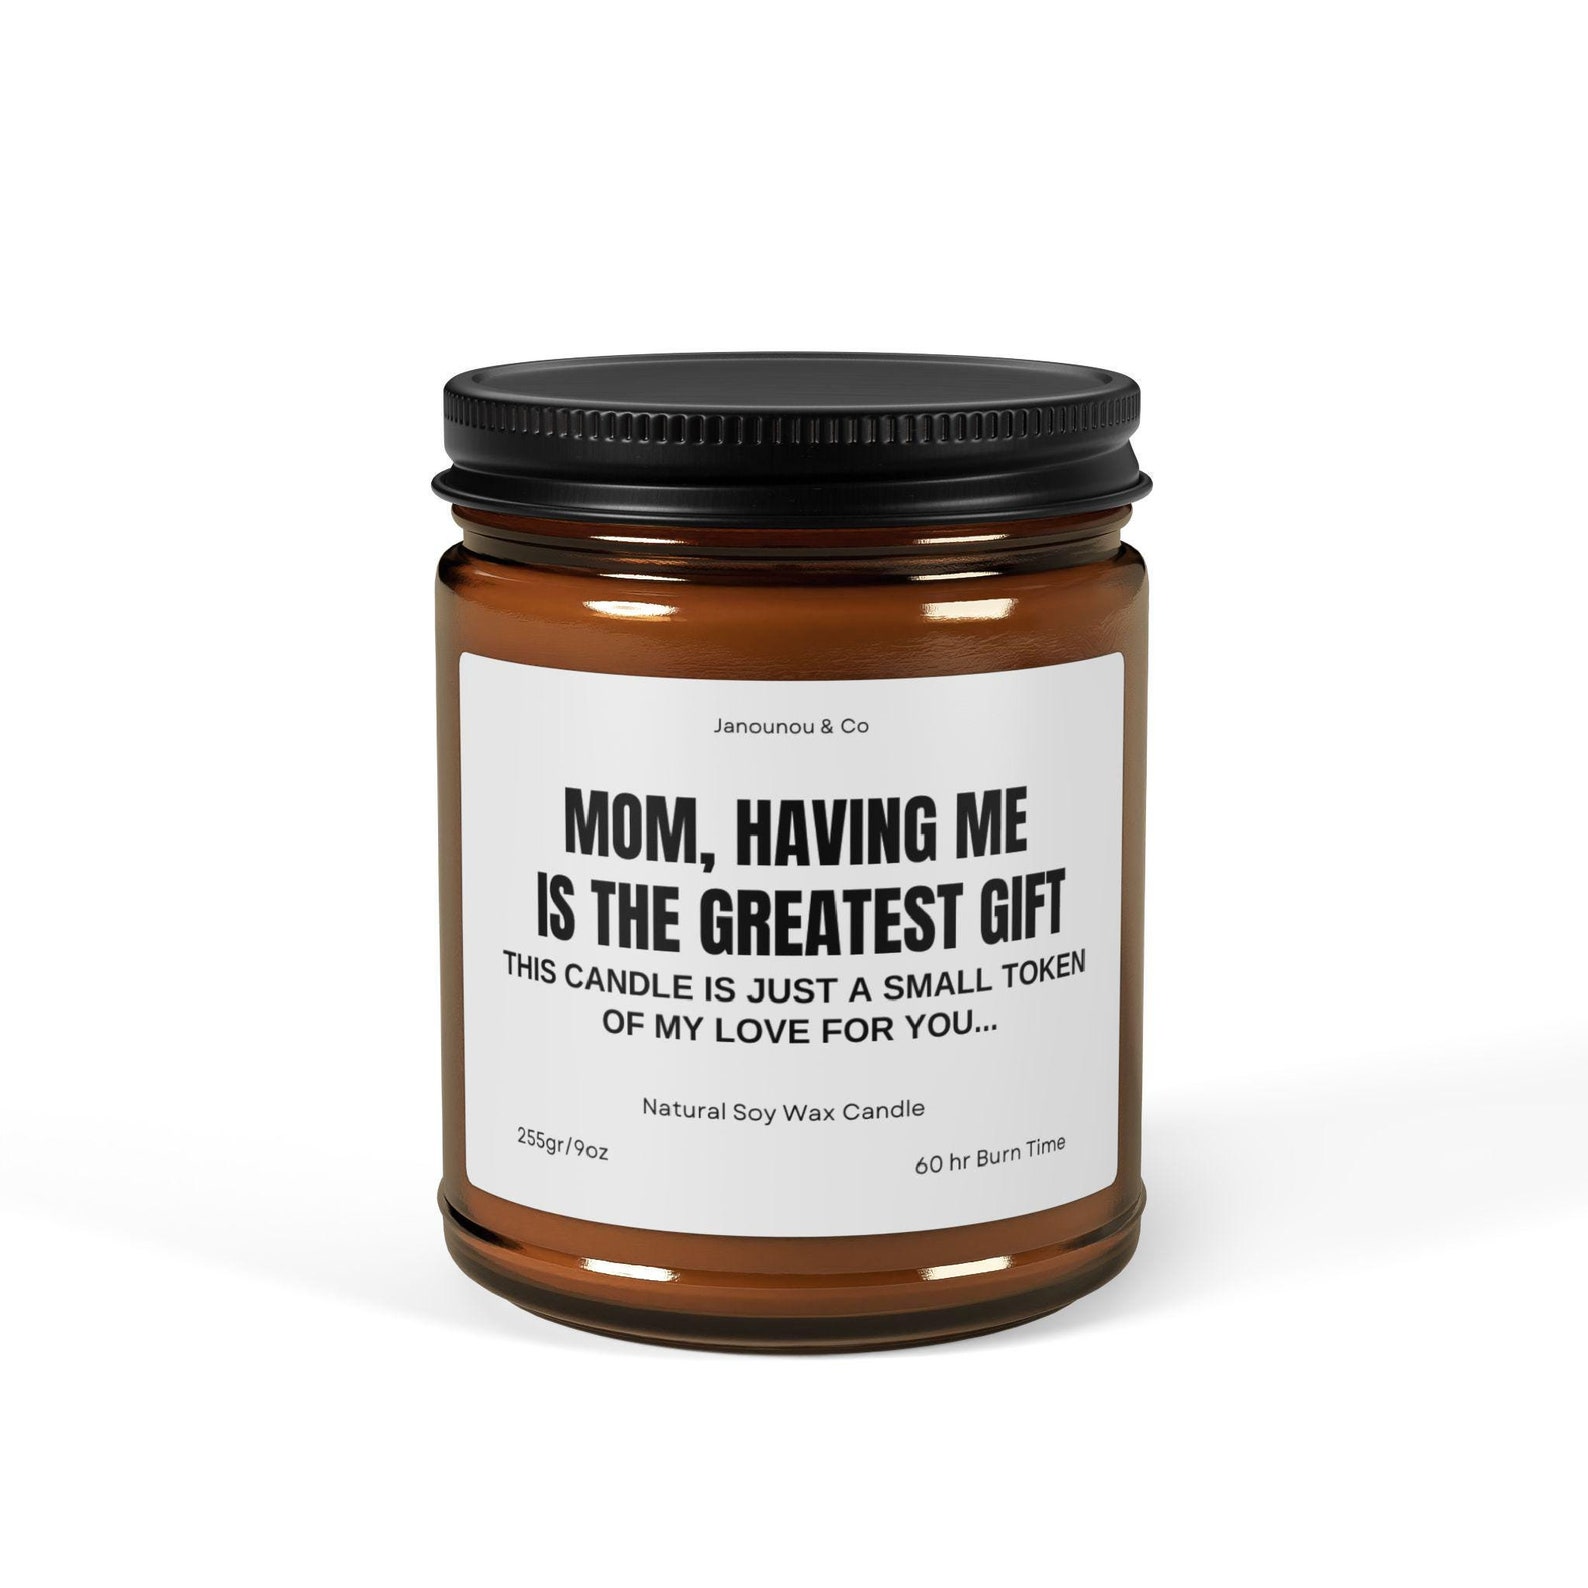 Janounou & Co
MOM, HAVING ME
IS THE GREATEST GIFT
THIS CANDLE IS JUST A SMALL TOKEN
OF MY LOVE FOR YOU...
Natural Soy Wax Candle
255gr/9oz
60 hr Burn Time